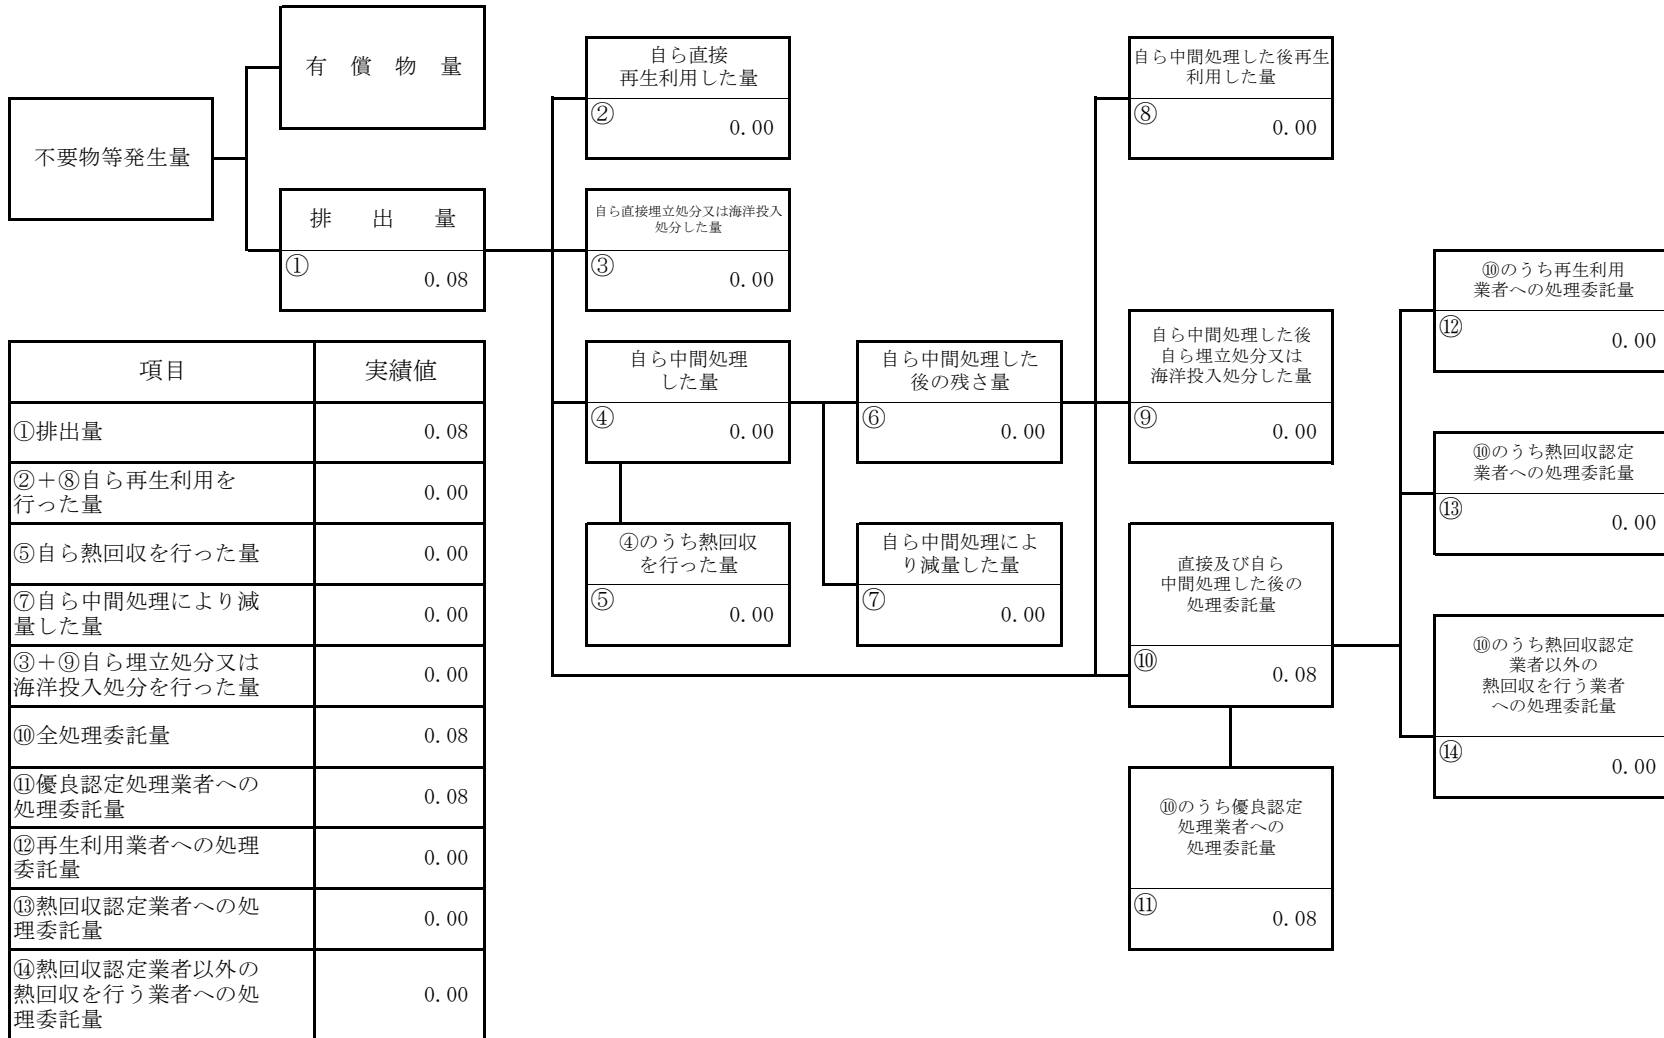 有　償　物　量
不要物等発生量
排　出　量
①
0.08
自ら直接
再生利用した量
②
0.00
自ら直接埋立処分又は海洋投入
処分した量
③
0.00
自ら中間処理
した量
④
0.00
④のうち熱回収
を行った量
⑤
0.00
自ら中間処理した
後の残さ量
⑥
0.00
自ら中間処理によ
り減量した量
⑦
0.00
自ら中間処理した後再生
利用した量
⑧
0.00
自ら中間処理した後
自ら埋立処分又は
海洋投入処分した量
⑨
0.00
直接及び自ら
中間処理した後の
処理委託量
⑩
0.08
⑩のうち優良認定
処理業者への
処理委託量
⑪
0.08
⑩のうち再生利用
業者への処理委託量
⑫
0.00
⑩のうち熱回収認定
業者への処理委託量
⑬
0.00
⑩のうち熱回収認定
業者以外の
熱回収を行う業者
への処理委託量
⑭
0.00
項目　実績値
①排出量　0.08
②＋⑧自ら再生利用を
行った量　0.00
⑤自ら熱回収を行った量　0.00
⑦自ら中間処理により減
量した量　0.00
③＋⑨自ら埋立処分又は
海洋投入処分を行った量　0.00
⑩全処理委託量　0.08
⑪優良認定処理業者への
処理委託量　0.08
⑫再生利用業者への処理
委託量　0.00
⑬熱回収認定業者への処
理委託量　0.00
⑭熱回収認定業者以外の
熱回収を行う業者への処
理委託量　0.00